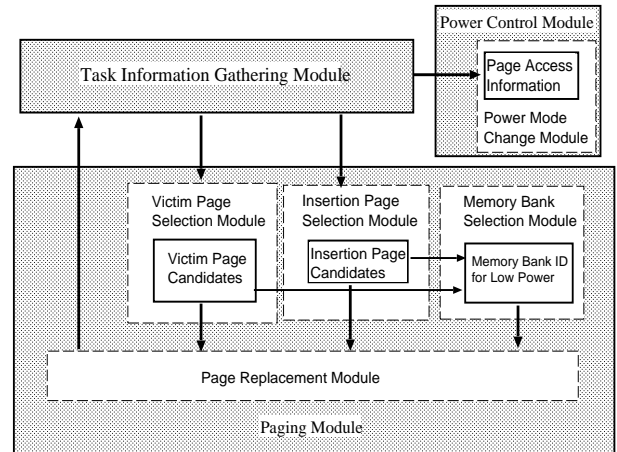 Power Control Module
Task Information Gathering Module
Page Access
Information
Power Mode
Change Module
Victim Page
Selection Module
Insertion Page
Selection Module
Memory Bank
Selection Module
Victim Page
Candidates
Insertion Page
Candidates
Memory Bank ID
for Low Power
Page Replacement Module
Paging Module